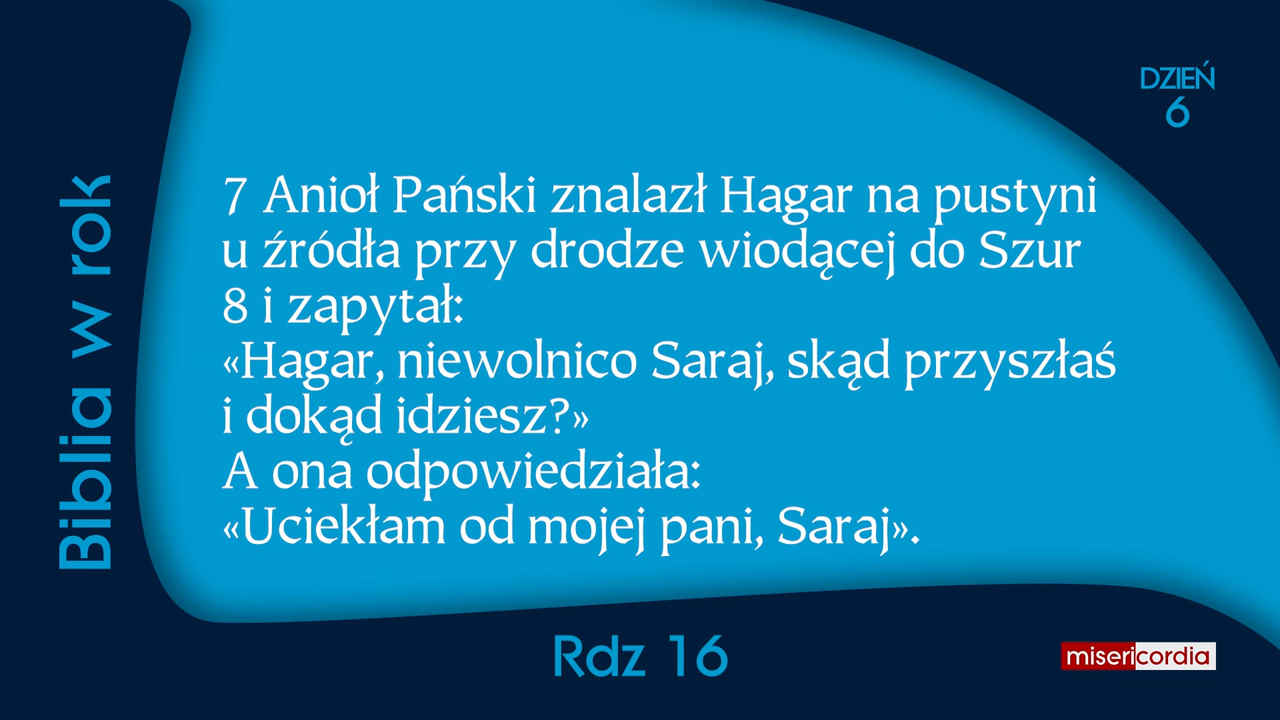 DZIEŃ
6
Biblia w rok
7 Anioł Pański znalazł Hagar na pustyni
u źródła przy drodze wiodącej do Szur
8 i zapytał:
«Hagar, niewolnico Saraj, skąd przyszłaś
i dokąd idziesz?»
A ona odpowiedziała:
«Uciekłam od mojej pani, Saraj».
Rdz 16
misericordia